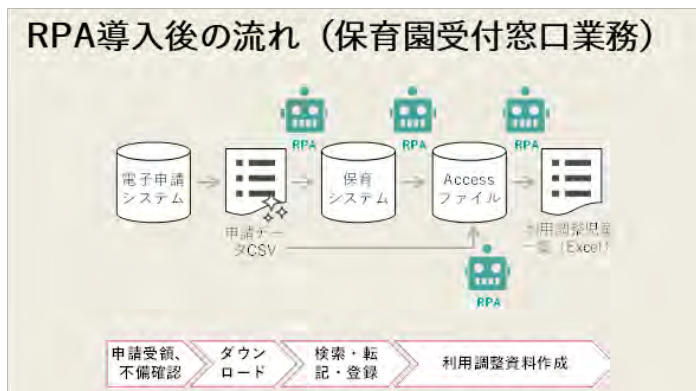 RPA導入後の流れ（保育園受付窓口業務）
RPA
RPA
RPA
電子申請
システム
保育
システム
Access
ファイル
申請デー
タCSV
利用調整児童
一覧（Excel）
RPA
申請受領、
不備確認
ダウン
ロード
検索・転
記・登録
利用調整資料作成